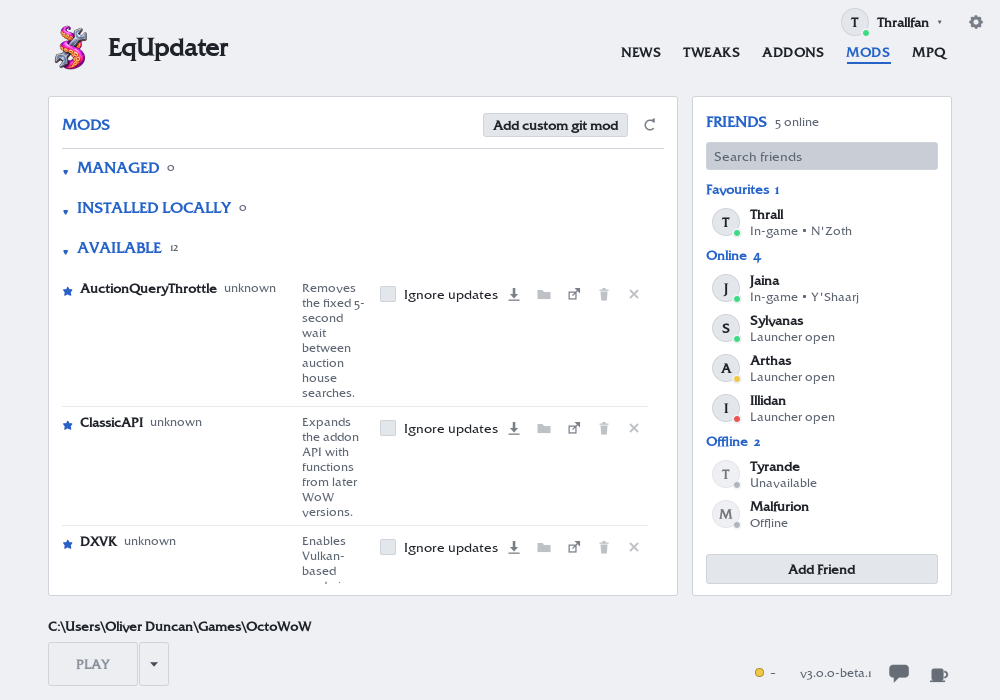 T Thrallfan
EqUpdater
NEWS TWEAKS ADDONS MODS MPQ
MODS
Add custom git mod
MANAGED 0
INSTALLED LOCALLY 0
AVAILABLE 12
AuctionQueryThrottle unknown
Removes
the fixed 5-
second
wait
between
auction
house
searches.
Ignore updates
ClassicAPI unknown
Expands
the addon
API with
functions
from later
WoW
versions.
Ignore updates
DXVK unknown
Enables
Vulkan-
based
Ignore updates
FRIENDS 5 online
Search friends
Favourites 1
T Thrall
In-game • N'Zoth
Online 4
J Jaina
In-game • Y'Shaarj
S Sylvanas
Launcher open
A Arthas
Launcher open
I Illidan
Launcher open
Offline 2
T Tyrande
Unavailable
M Malfurion
Offline
Add Friend
C:\Users\Oliver Duncan\Games\OctoWoW
PLAY
- v3.0.0-beta.1